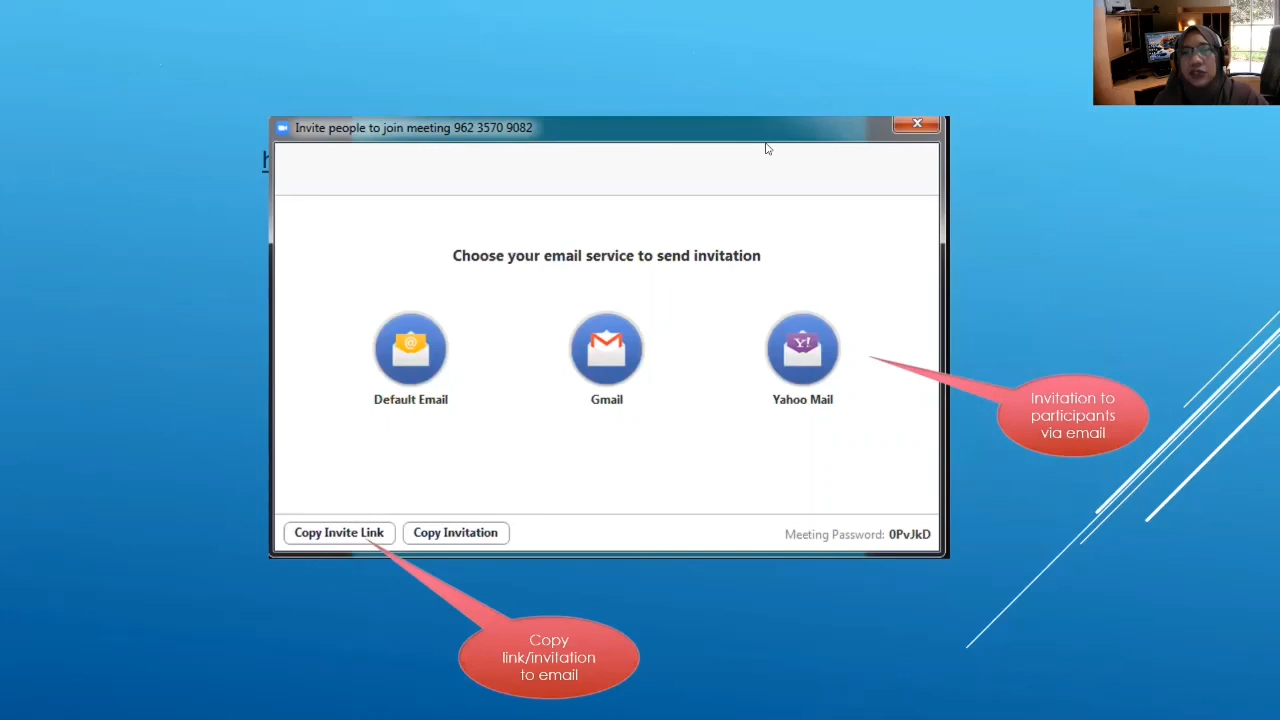 Invite people to join meeting 962 3570 9082
h
Choose your email service to send invitation
@
Y!
Default Email
Gmail
Yahoo Mail
Invitation to
participants
via email
Copy Invite Link
Copy Invitation
Meeting Password: 0PvJkD
Copy
link/invitation
to email